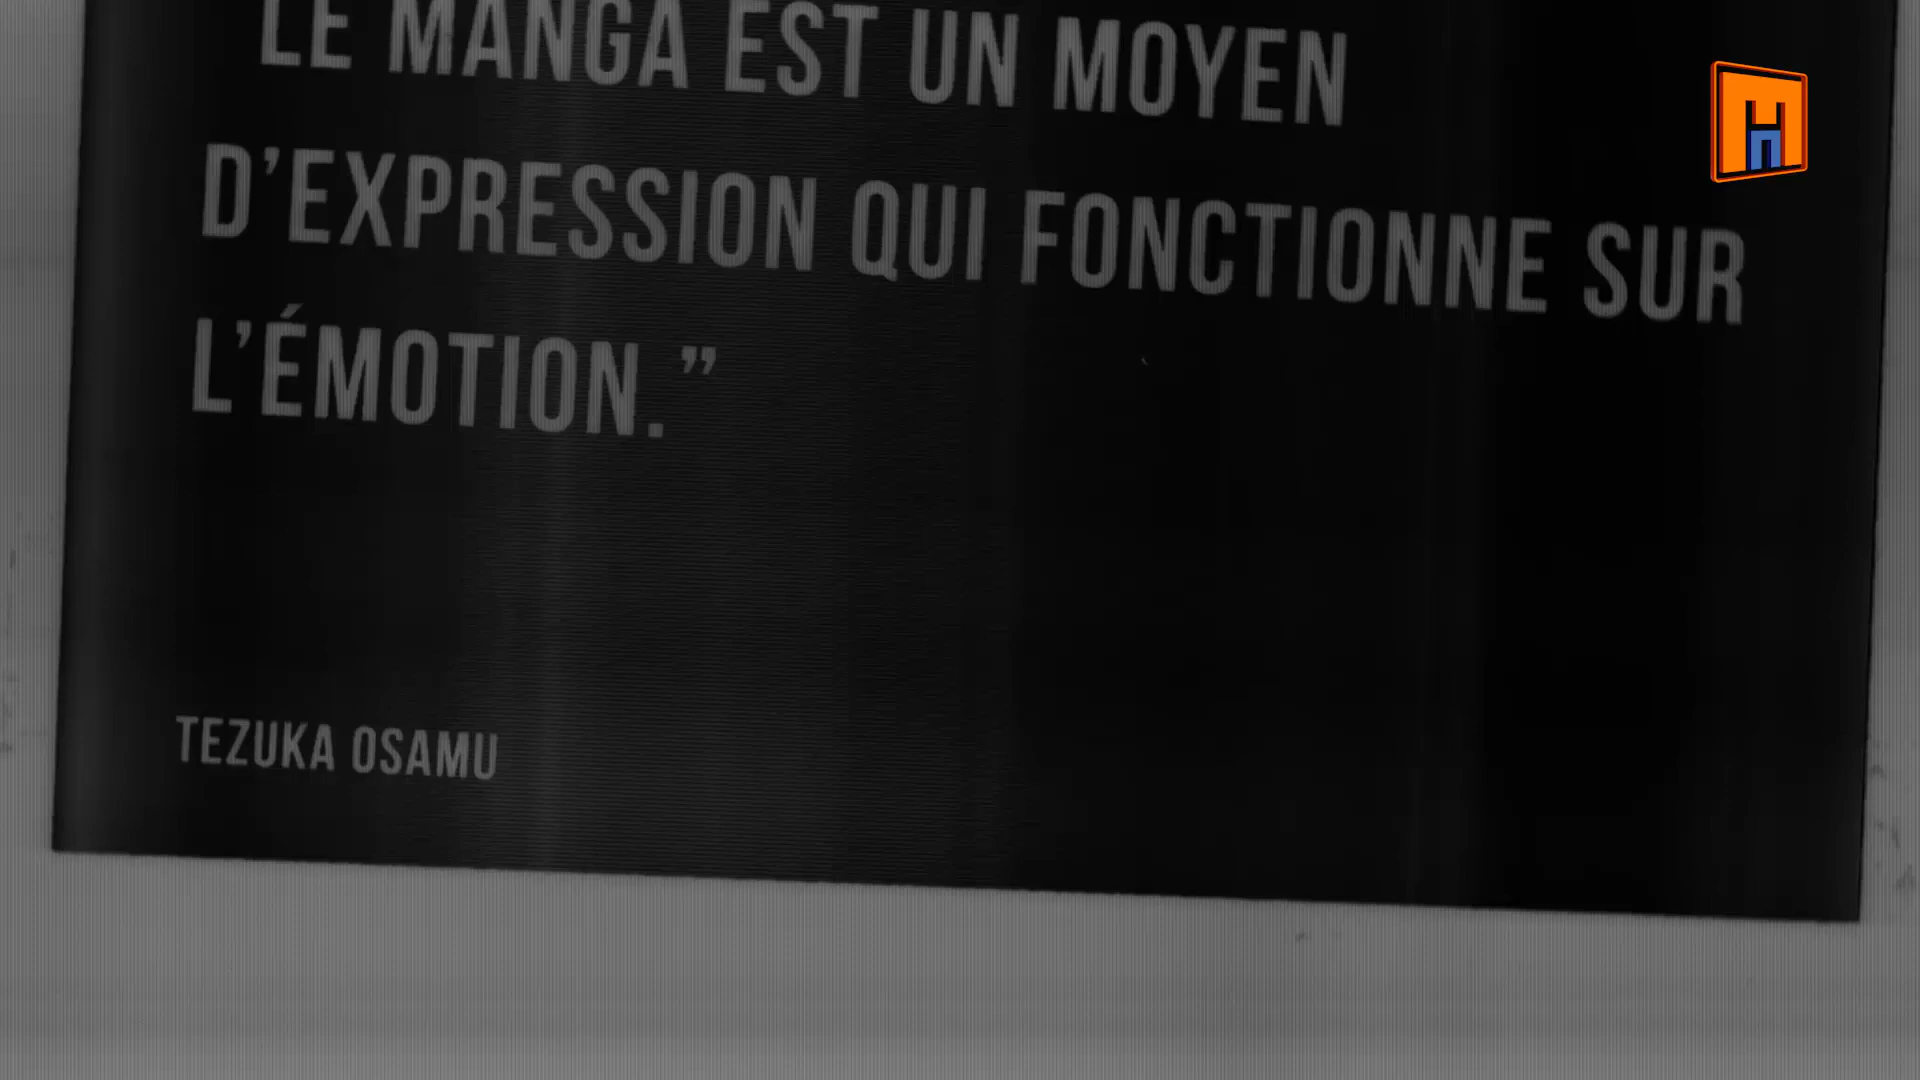 LE MANGA EST UN MOYEN
D’EXPRESSION QUI FONCTIONNE SUR
L’ÉMOTION.”
TEZUKA OSAMU